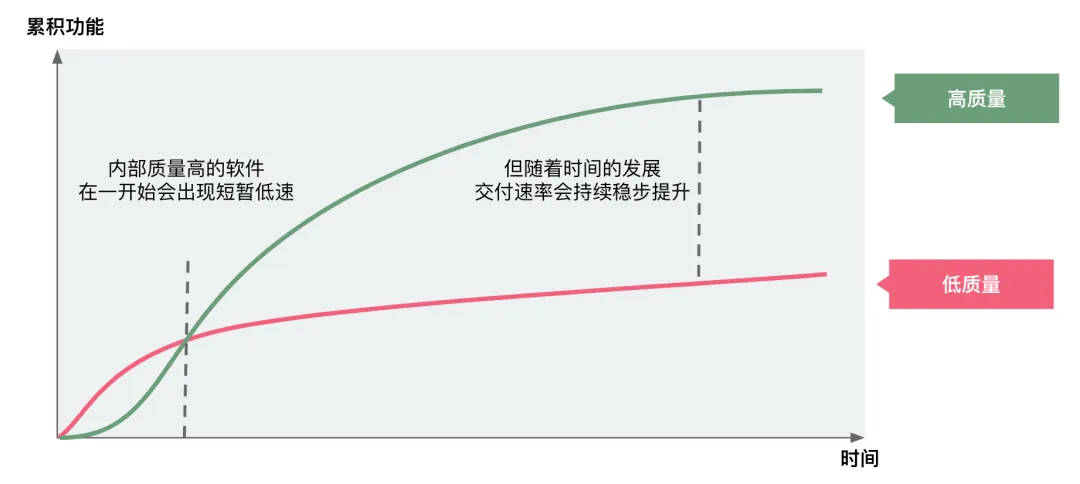 累积功能
高质量
内部质量高的软件
在一开始会出现短暂低速
但随着时间的发展
交付速率会持续稳步提升
低质量
时间